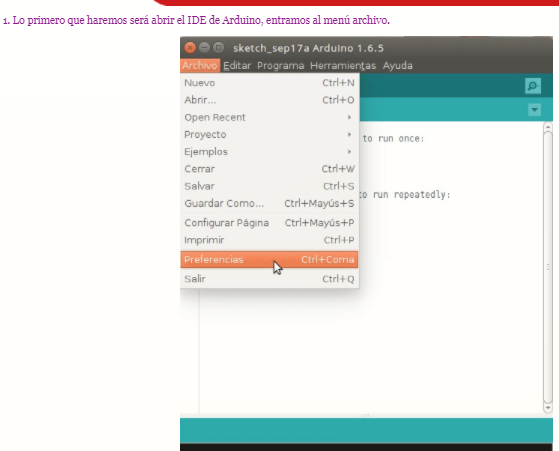 1. Lo primero que haremos será abrir el IDE de Arduino, entramos al menú archivo.
sketch_sep17a Arduino 1.6.5
Archivo Editar Programa Herramientas Ayuda
Nuevo Ctrl+N
Abrir... Ctrl+O
Open Recent
Proyecto
to run once:
Ejemplos
Cerrar Ctrl+W
Salvar Ctrl+S
to run repeatedly:
Guardar Como... Ctrl+Mayús+S
Configurar Página Ctrl+Mayús+P
Imprimir Ctrl+P
Preferencias Ctrl+Coma
Salir Ctrl+Q